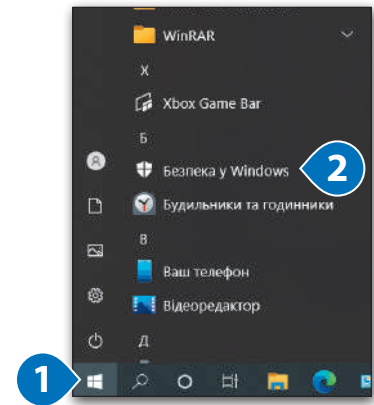 WinRAR
X
Xbox Game Bar
Б
Безпека у Windows
2
Будильники та годинники
В
Ваш телефон
Відеоредактор
Д
1